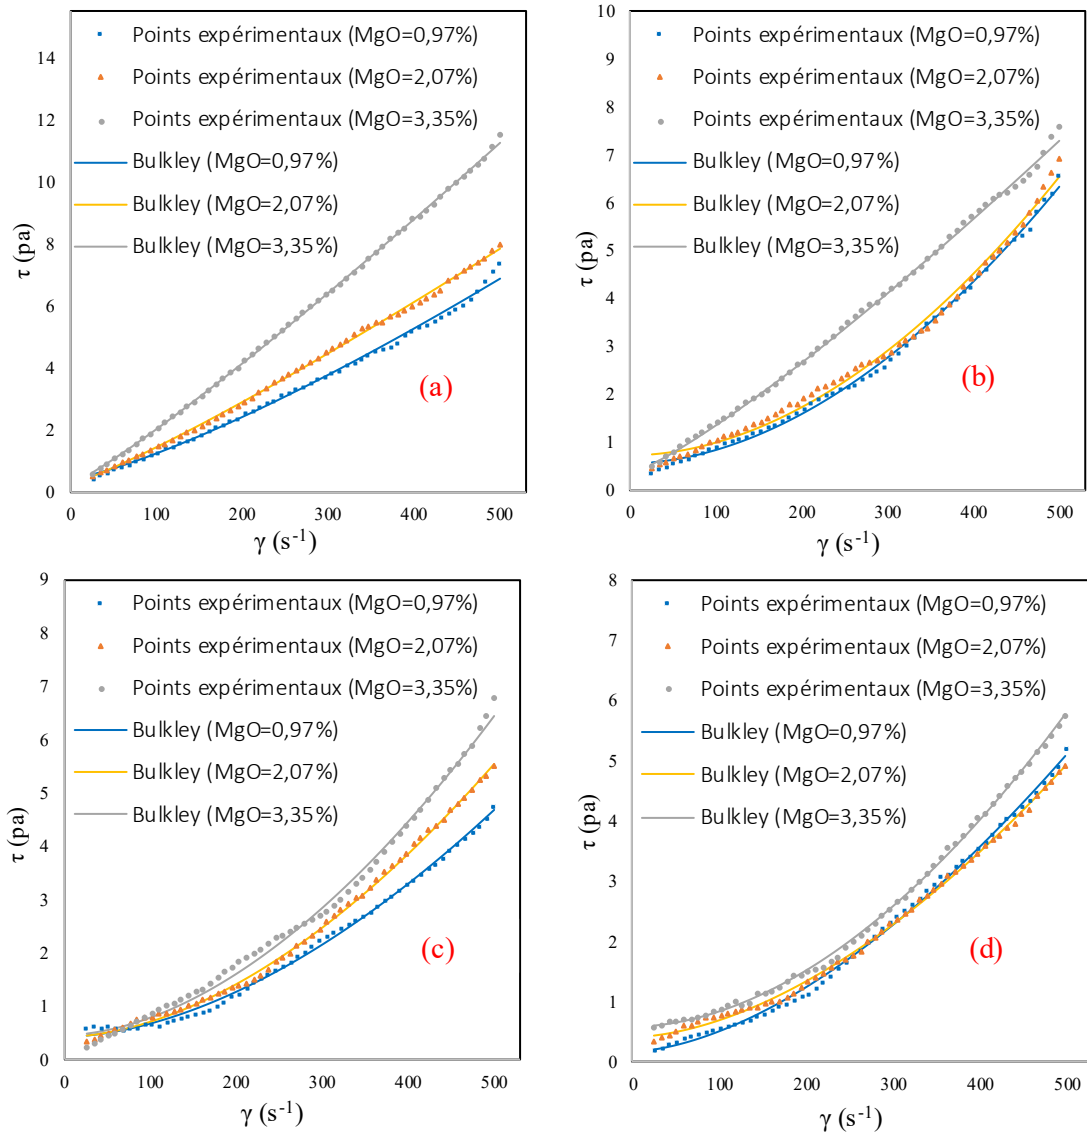 Points expérimentaux (MgO=0,97%)
Points expérimentaux (MgO=2,07%)
Points expérimentaux (MgO=3,35%)
Bulkley (MgO=0,97%)
Bulkley (MgO=2,07%)
Bulkley (MgO=3,35%)
14
12
10
8
6
4
2
0
τ (pa)
(a)
0 100 200 300 400 500
γ (s⁻¹)
Points expérimentaux (MgO=0,97%)
Points expérimentaux (MgO=2,07%)
Points expérimentaux (MgO=3,35%)
Bulkley (MgO=0,97%)
Bulkley (MgO=2,07%)
Bulkley (MgO=3,35%)
10
9
8
7
6
5
4
3
2
1
0
τ (pa)
(b)
0 100 200 300 400 500
γ (s⁻¹)
Points expérimentaux (MgO=0,97%)
Points expérimentaux (MgO=2,07%)
Points expérimentaux (MgO=3,35%)
Bulkley (MgO=0,97%)
Bulkley (MgO=2,07%)
Bulkley (MgO=3,35%)
9
8
7
6
5
4
3
2
1
0
τ (pa)
(c)
0 100 200 300 400 500
γ (s⁻¹)
Points expérimentaux (MgO=0,97%)
Points expérimentaux (MgO=2,07%)
Points expérimentaux (MgO=3,35%)
Bulkley (MgO=0,97%)
Bulkley (MgO=2,07%)
Bulkley (MgO=3,35%)
8
7
6
5
4
3
2
1
0
τ (pa)
(d)
0 100 200 300 400 500
γ (s⁻¹)